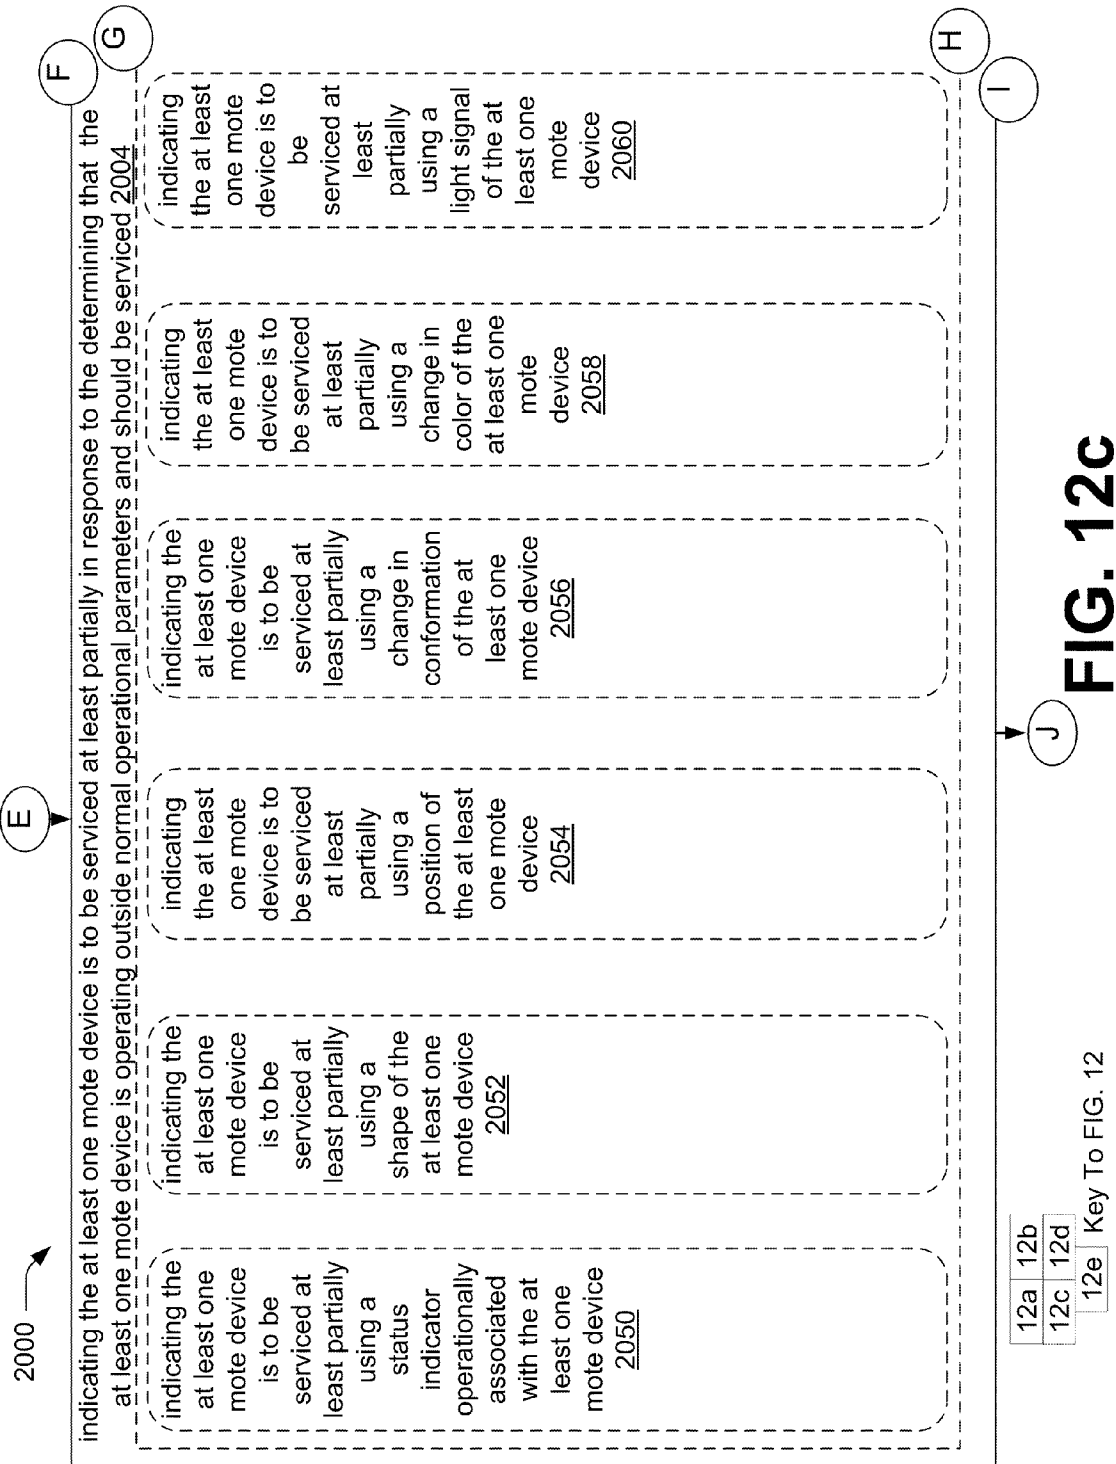 2000
E
F
G
indicating the at least one mote device is to be serviced at least partially in response to the determining that the
at least one mote device is operating outside normal operational parameters and should be serviced 2004
indicating the
at least one
mote device
is to be
serviced at
least partially
using a
status
indicator
operationally
associated
with the at
least one
mote device
2050
indicating the
at least one
mote device
is to be
serviced at
least partially
using a
shape of the
at least one
mote device
2052
indicating
the at least
one mote
device is to
be serviced
at least
partially
using a
position of
the at least
one mote
device
2054
indicating the
at least one
mote device
is to be
serviced at
least partially
using a
change in
conformation
of the at
least one
mote device
2056
indicating
the at least
one mote
device is to
be serviced
at least
partially
using a
change in
color of the
at least one
mote
device
2058
indicating
the at least
one mote
device is to
be
serviced at
least
partially
using a
light signal
of the at
least one
mote
device
2060
H
I
J
12a 12b
12c 12d
12e Key To FIG. 12
FIG. 12c